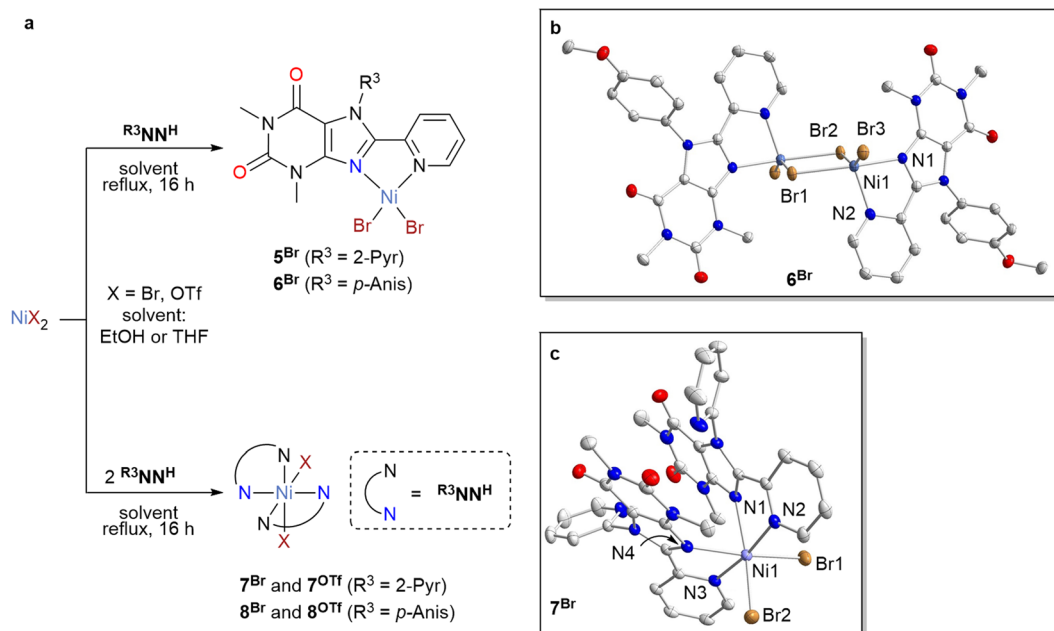 a
R³
O
N
N
N
O
N
N
Ni
Br
Br
R³NNᴴ
solvent
reflux, 16 h
5ᴮʳ (R³ = 2-Pyr)
6ᴮʳ (R³ = p-Anis)
X = Br, OTf
solvent:
EtOH or THF
NiX₂
2 R³NNᴴ
solvent
reflux, 16 h
N
X
N
Ni
N
N
X
N
= R³NNᴴ
N
7ᴮʳ and 7ᴼᵀᶠ (R³ = 2-Pyr)
8ᴮʳ and 8ᴼᵀᶠ (R³ = p-Anis)
b
Br2
Br3
N1
Br1
Ni1
N2
6ᴮʳ
c
N1
N2
N4
Ni1
Br1
N3
Br2
7ᴮʳ